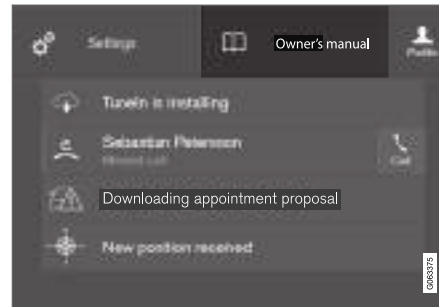 Settings
Owner's manual
Profile
TuneIn is installing
Sebastian Petersson
Missed call
Call
Downloading appointment proposal
New position received
G063375